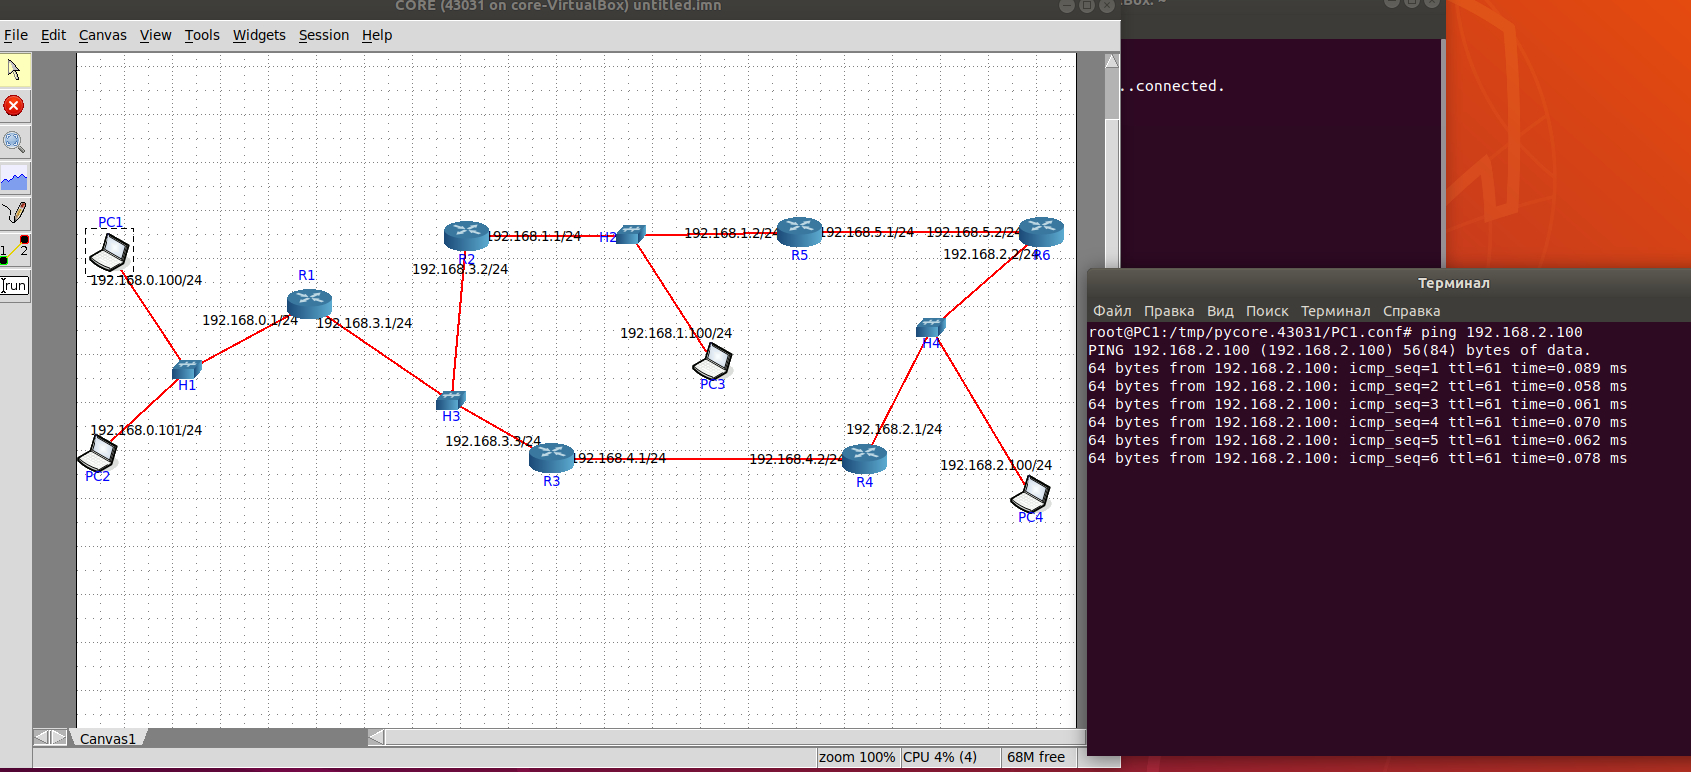 CORE (43031 on core-VirtualBox) untitled.imn
File Edit Canvas View Tools Widgets Session Help
..connected.
PC1
192.168.0.100/24
R1
192.168.0.1/24
192.168.3.1/24
H1
192.168.0.101/24
PC2
192.168.1.1/24
H2
R2
192.168.3.2/24
192.168.1.2/24
R5
192.168.5.1/24
192.168.5.2/24
192.168.2.2/24
R6
192.168.1.100/24
PC3
H4
H3
192.168.3.3/24
R3
192.168.4.1/24
192.168.4.2/24
192.168.2.1/24
R4
192.168.2.100/24
PC4
1 2
run
Canvas1
zoom 100% CPU 4% (4) 68M free
Терминал
Файл Правка Вид Поиск Терминал Справка
root@PC1:/tmp/pycore.43031/PC1.conf# ping 192.168.2.100
PING 192.168.2.100 (192.168.2.100) 56(84) bytes of data.
64 bytes from 192.168.2.100: icmp_seq=1 ttl=61 time=0.089 ms
64 bytes from 192.168.2.100: icmp_seq=2 ttl=61 time=0.058 ms
64 bytes from 192.168.2.100: icmp_seq=3 ttl=61 time=0.061 ms
64 bytes from 192.168.2.100: icmp_seq=4 ttl=61 time=0.070 ms
64 bytes from 192.168.2.100: icmp_seq=5 ttl=61 time=0.062 ms
64 bytes from 192.168.2.100: icmp_seq=6 ttl=61 time=0.078 ms